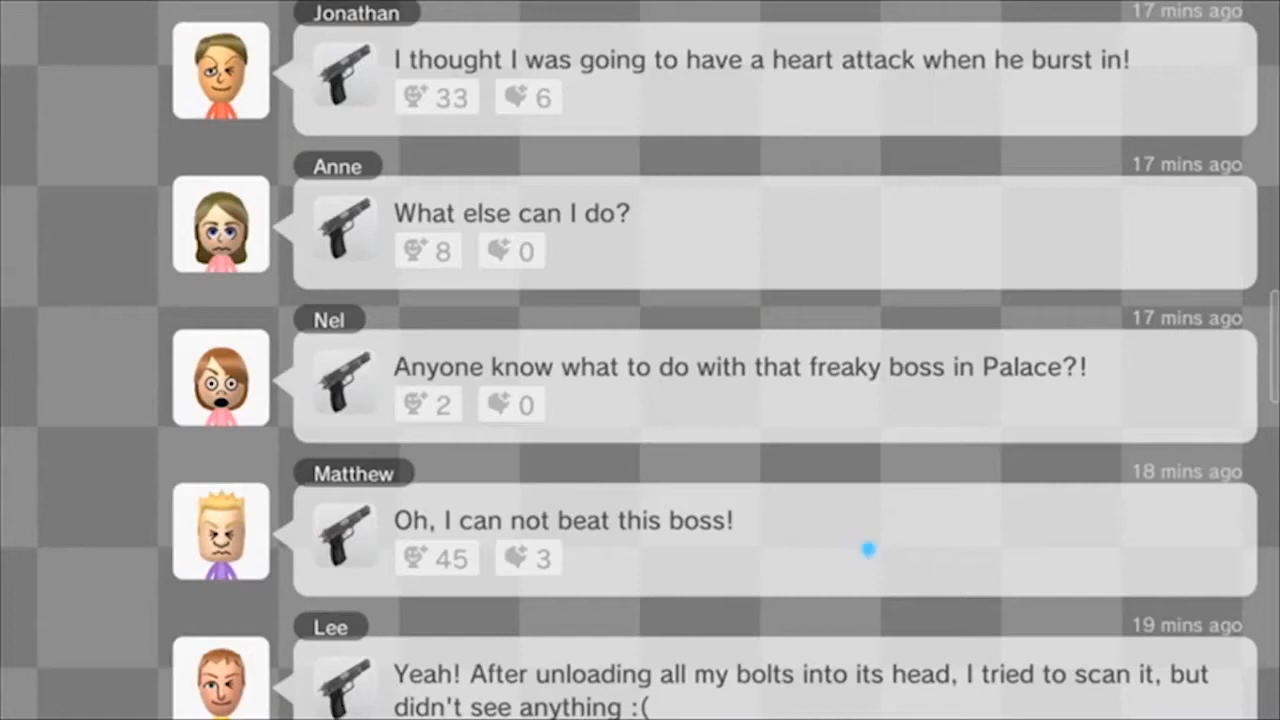 Jonathan
17 mins ago
I thought I was going to have a heart attack when he burst in!
33 6
Anne
17 mins ago
What else can I do?
8 0
Nel
17 mins ago
Anyone know what to do with that freaky boss in Palace?!
2 0
Matthew
18 mins ago
Oh, I can not beat this boss!
45 3
Lee
19 mins ago
Yeah! After unloading all my bolts into its head, I tried to scan it, but
didn't see anything :(